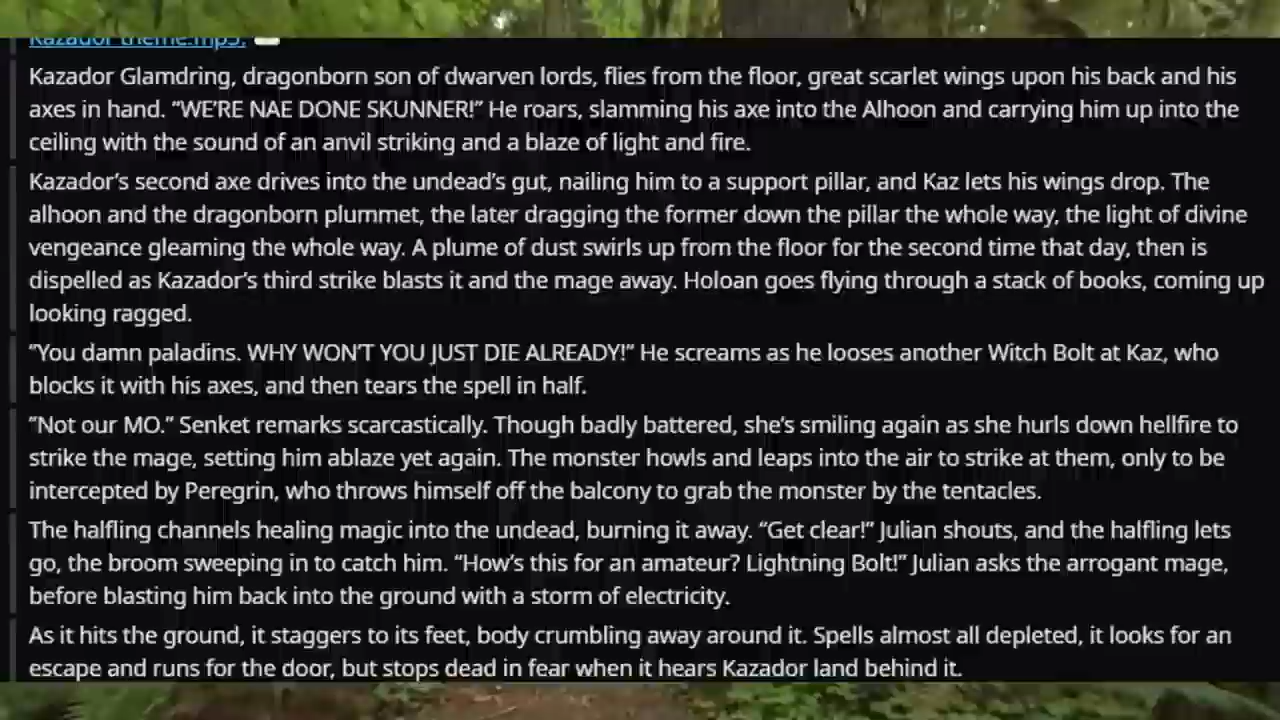 Kazador theme.mp3.
Kazador Glamdring, dragonborn son of dwarven lords, flies from the floor, great scarlet wings upon his back and his
axes in hand. “WE’RE NAE DONE SKUNNER!” He roars, slamming his axe into the Alhoon and carrying him up into the
ceiling with the sound of an anvil striking and a blaze of light and fire.
Kazador’s second axe drives into the undead’s gut, nailing him to a support pillar, and Kaz lets his wings drop. The
alhoon and the dragonborn plummet, the later dragging the former down the pillar the whole way, the light of divine
vengeance gleaming the whole way. A plume of dust swirls up from the floor for the second time that day, then is
dispelled as Kazador’s third strike blasts it and the mage away. Holoan goes flying through a stack of books, coming up
looking ragged.
“You damn paladins. WHY WON’T YOU JUST DIE ALREADY!” He screams as he looses another Witch Bolt at Kaz, who
blocks it with his axes, and then tears the spell in half.
“Not our MO.” Senket remarks scarcastically. Though badly battered, she’s smiling again as she hurls down hellfire to
strike the mage, setting him ablaze yet again. The monster howls and leaps into the air to strike at them, only to be
intercepted by Peregrin, who throws himself off the balcony to grab the monster by the tentacles.
The halfling channels healing magic into the undead, burning it away. “Get clear!” Julian shouts, and the halfling lets
go, the broom sweeping in to catch him. “How’s this for an amateur? Lightning Bolt!” Julian asks the arrogant mage,
before blasting him back into the ground with a storm of electricity.
As it hits the ground, it staggers to its feet, body crumbling away around it. Spells almost all depleted, it looks for an
escape and runs for the door, but stops dead in fear when it hears Kazador land behind it.